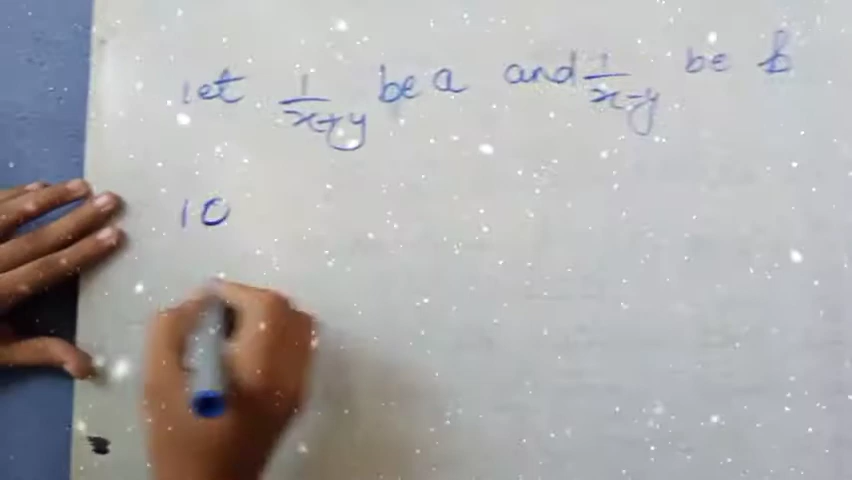 let 1/(x+y) be a and 1/(x-y) be b
10